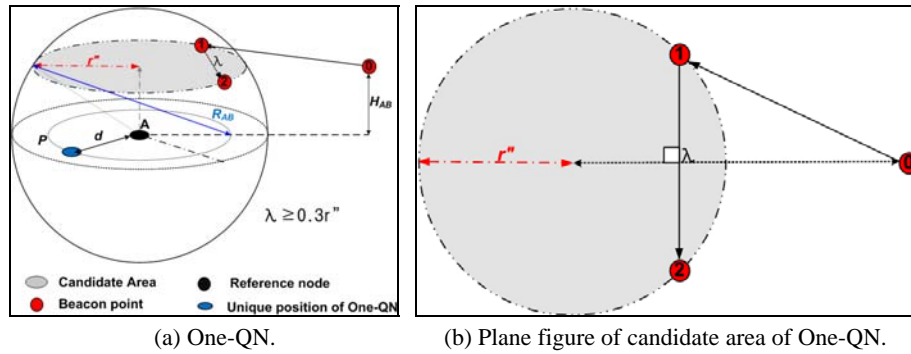 r"
1
λ
2
0
H_AB
R_AB
A
P
d
λ ≥ 0.3r"
Candidate Area
Reference node
Beacon point
Unique position of One-QN
(a) One-QN.
1
r"
λ
0
2
(b) Plane figure of candidate area of One-QN.